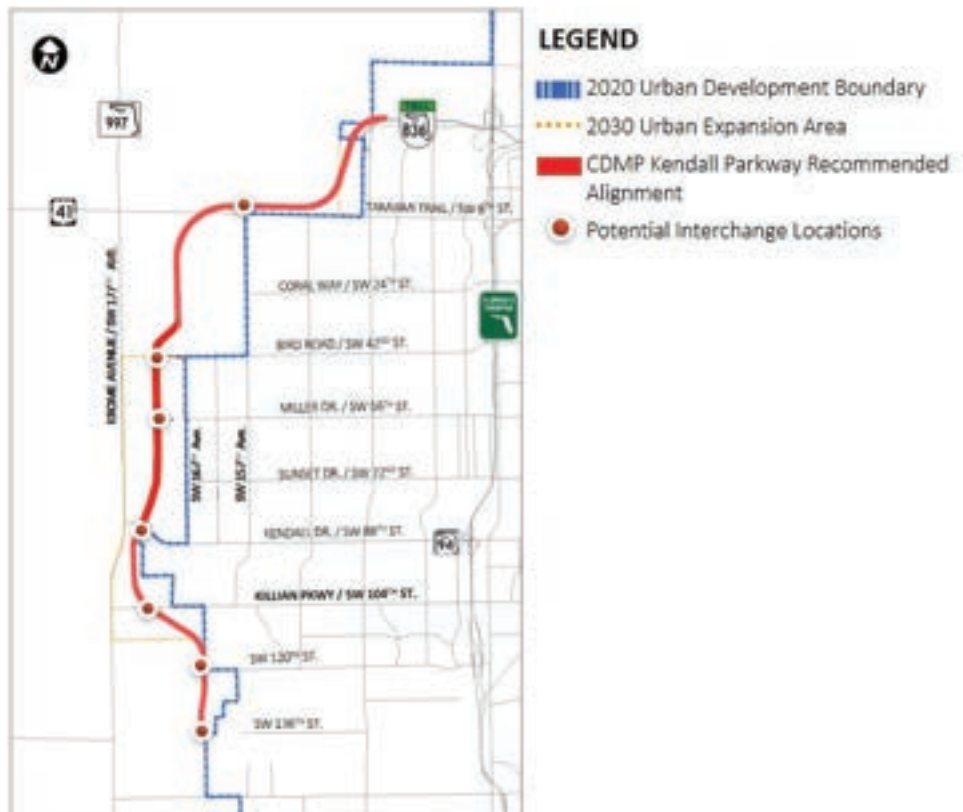 N
LEGEND
2020 Urban Development Boundary
2030 Urban Expansion Area
CDMP Kendall Parkway Recommended
Alignment
Potential Interchange Locations
997
836
41
TAMIAMI TRAIL / SW 8TH ST.
KROME AVENUE / SW 177TH AVE.
CORAL WAY / SW 24TH ST.
BIRD ROAD / SW 42ND ST.
MILLER DR. / SW 56TH ST.
SW 167TH Ave.
SW 157TH Ave.
SUNSET DR. / SW 72ND ST.
KENDALL DR. / SW 88TH ST.
94
KILLIAN PKWY / SW 104TH ST.
SW 120TH ST.
SW 136TH ST.